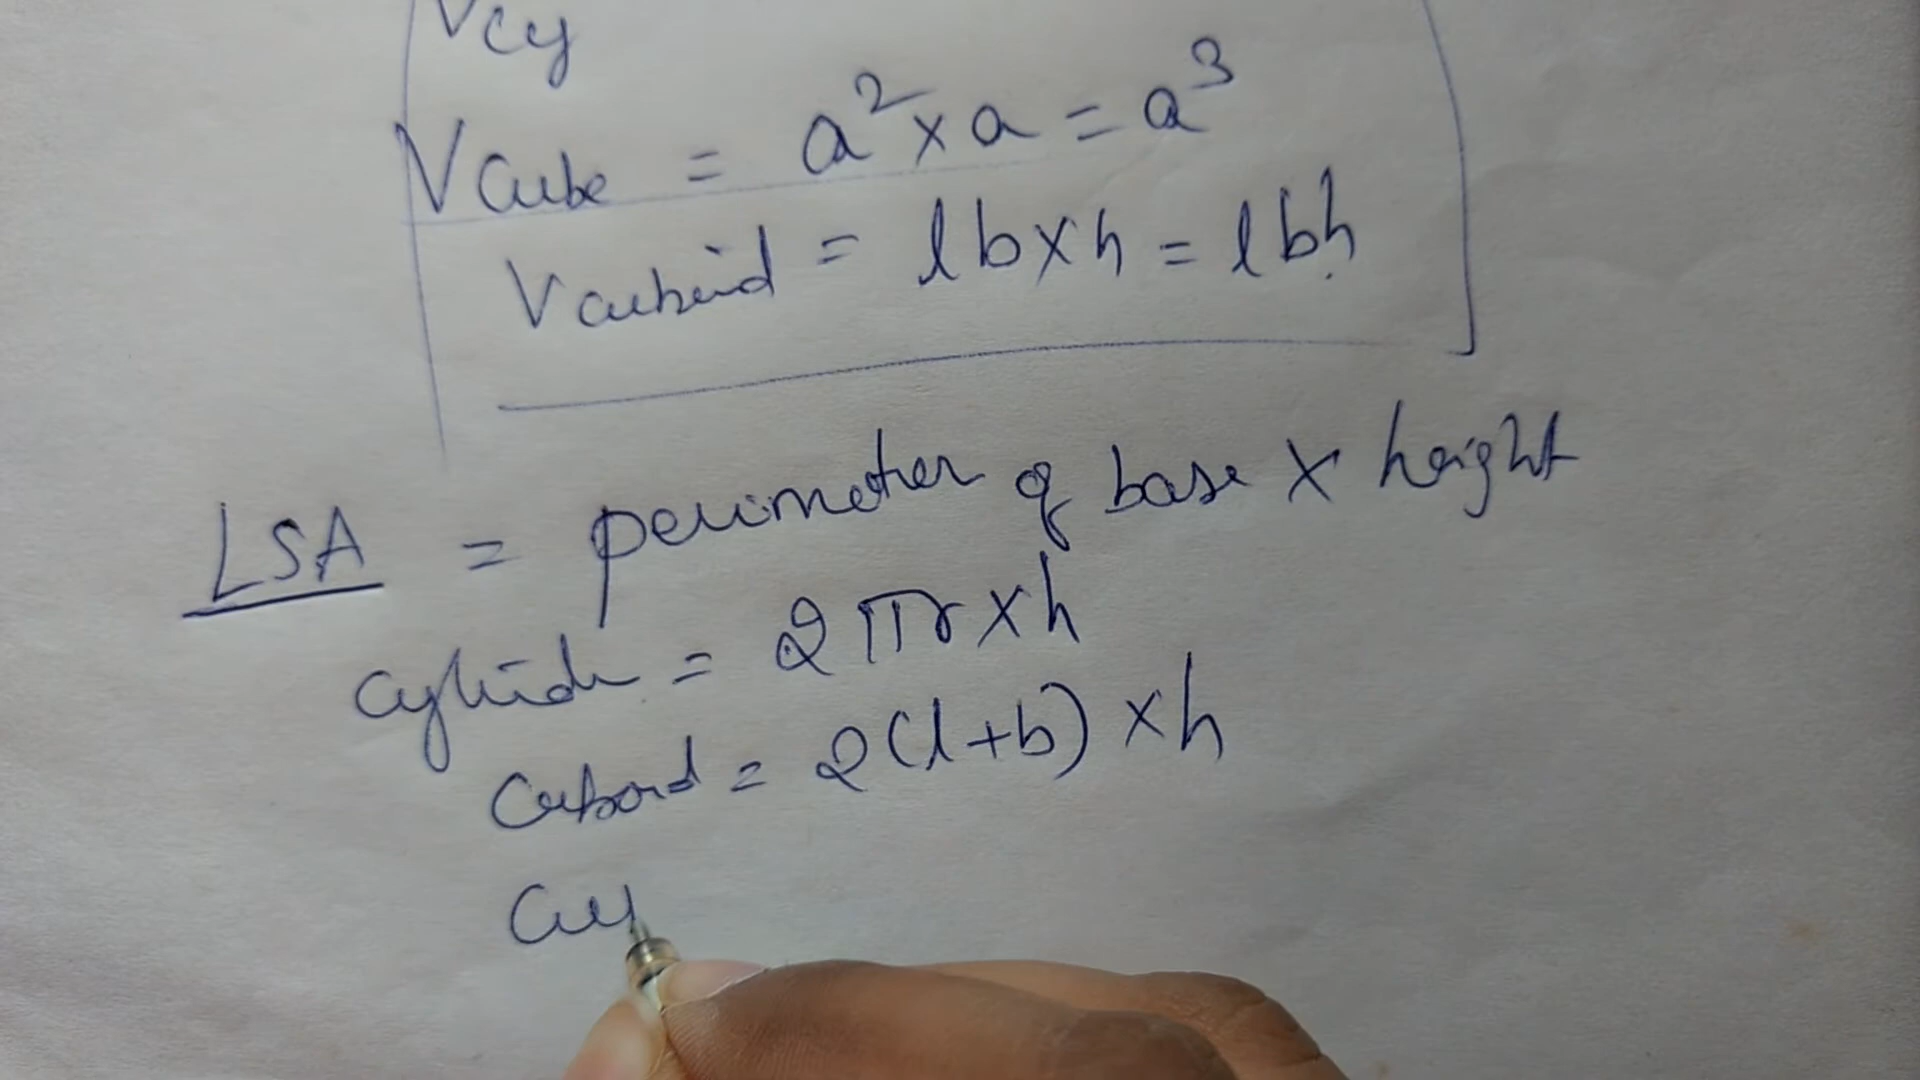 Vcy
Vcube = a² x a = a³
Vcuboid = lb x h = lbh
LSA = perimeter of base x height
cylinder = 2πr x h
cuboid = 2(l+b) x h
Cu